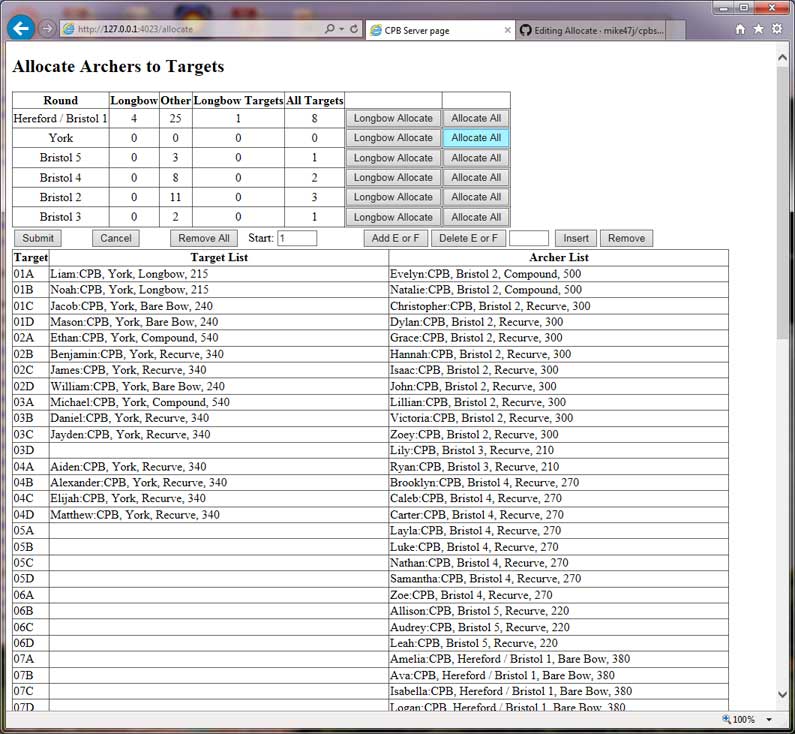 http://127.0.0.1:4023/allocate
CPB Server page
Editing Allocate · mike47j/cpbs...
Allocate Archers to Targets
Round Longbow Other Longbow Targets All Targets
Hereford / Bristol 1 4 25 1 8 Longbow Allocate Allocate All
York 0 0 0 0 Longbow Allocate Allocate All
Bristol 5 0 3 0 1 Longbow Allocate Allocate All
Bristol 4 0 8 0 2 Longbow Allocate Allocate All
Bristol 2 0 11 0 3 Longbow Allocate Allocate All
Bristol 3 0 2 0 1 Longbow Allocate Allocate All
Submit Cancel Remove All Start: 1 Add E or F Delete E or F Insert Remove
Target Target List Archer List
01A Liam:CPB, York, Longbow, 215 Evelyn:CPB, Bristol 2, Compound, 500
01B Noah:CPB, York, Longbow, 215 Natalie:CPB, Bristol 2, Compound, 500
01C Jacob:CPB, York, Bare Bow, 240 Christopher:CPB, Bristol 2, Recurve, 300
01D Mason:CPB, York, Bare Bow, 240 Dylan:CPB, Bristol 2, Recurve, 300
02A Ethan:CPB, York, Compound, 540 Grace:CPB, Bristol 2, Recurve, 300
02B Benjamin:CPB, York, Recurve, 340 Hannah:CPB, Bristol 2, Recurve, 300
02C James:CPB, York, Recurve, 340 Isaac:CPB, Bristol 2, Recurve, 300
02D William:CPB, York, Bare Bow, 240 John:CPB, Bristol 2, Recurve, 300
03A Michael:CPB, York, Compound, 540 Lillian:CPB, Bristol 2, Recurve, 300
03B Daniel:CPB, York, Recurve, 340 Victoria:CPB, Bristol 2, Recurve, 300
03C Jayden:CPB, York, Recurve, 340 Zoey:CPB, Bristol 2, Recurve, 300
03D Lily:CPB, Bristol 3, Recurve, 210
04A Aiden:CPB, York, Recurve, 340 Ryan:CPB, Bristol 3, Recurve, 210
04B Alexander:CPB, York, Recurve, 340 Brooklyn:CPB, Bristol 4, Recurve, 270
04C Elijah:CPB, York, Recurve, 340 Caleb:CPB, Bristol 4, Recurve, 270
04D Matthew:CPB, York, Recurve, 340 Carter:CPB, Bristol 4, Recurve, 270
05A Layla:CPB, Bristol 4, Recurve, 270
05B Luke:CPB, Bristol 4, Recurve, 270
05C Nathan:CPB, Bristol 4, Recurve, 270
05D Samantha:CPB, Bristol 4, Recurve, 270
06A Zoe:CPB, Bristol 4, Recurve, 270
06B Allison:CPB, Bristol 5, Recurve, 220
06C Audrey:CPB, Bristol 5, Recurve, 220
06D Leah:CPB, Bristol 5, Recurve, 220
07A Amelia:CPB, Hereford / Bristol 1, Bare Bow, 380
07B Ava:CPB, Hereford / Bristol 1, Bare Bow, 380
07C Isabella:CPB, Hereford / Bristol 1, Bare Bow, 380
07D Logan:CPB, Hereford / Bristol 1, Bare Bow, 380
100%